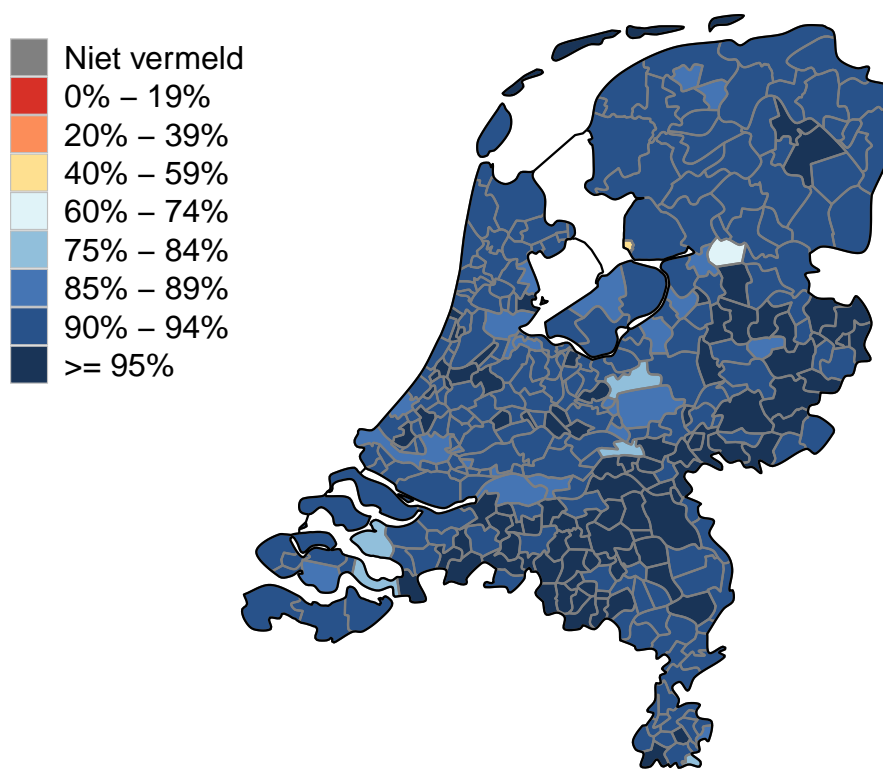 Niet vermeld
0% – 19%
20% – 39%
40% – 59%
60% – 74%
75% – 84%
85% – 89%
90% – 94%
>= 95%